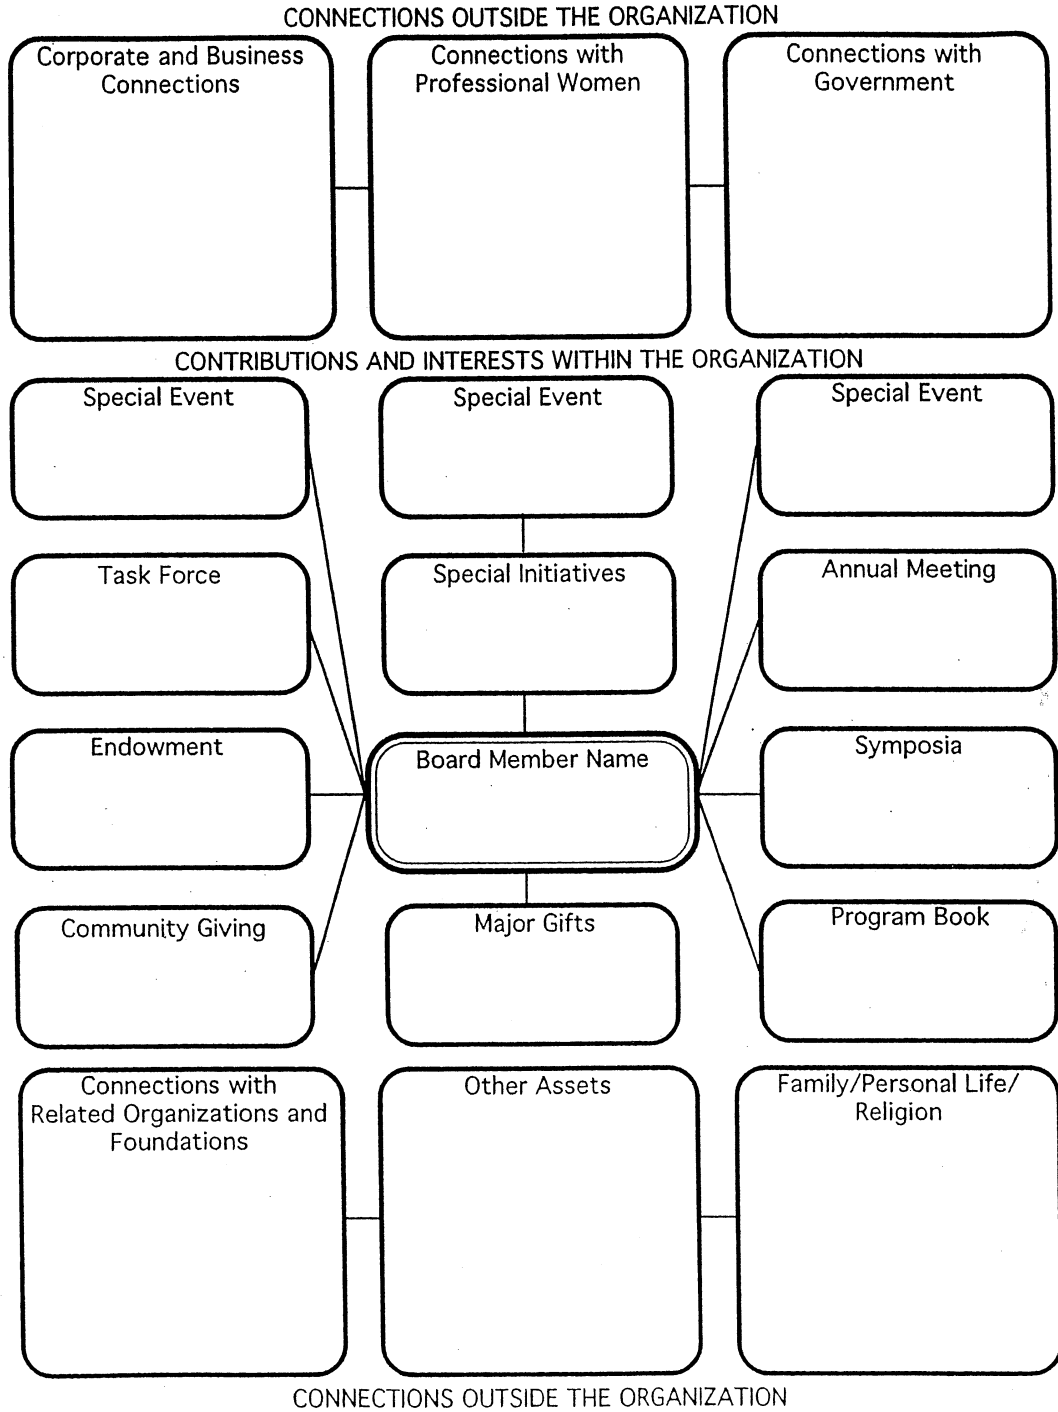 CONNECTIONS OUTSIDE THE ORGANIZATION
Corporate and Business
Connections
Connections with
Professional Women
Connections with
Government
CONTRIBUTIONS AND INTERESTS WITHIN THE ORGANIZATION
Special Event
Special Event
Special Event
Task Force
Special Initiatives
Annual Meeting
Endowment
Board Member Name
Symposia
Community Giving
Major Gifts
Program Book
Connections with
Related Organizations and
Foundations
Other Assets
Family/Personal Life/
Religion
CONNECTIONS OUTSIDE THE ORGANIZATION